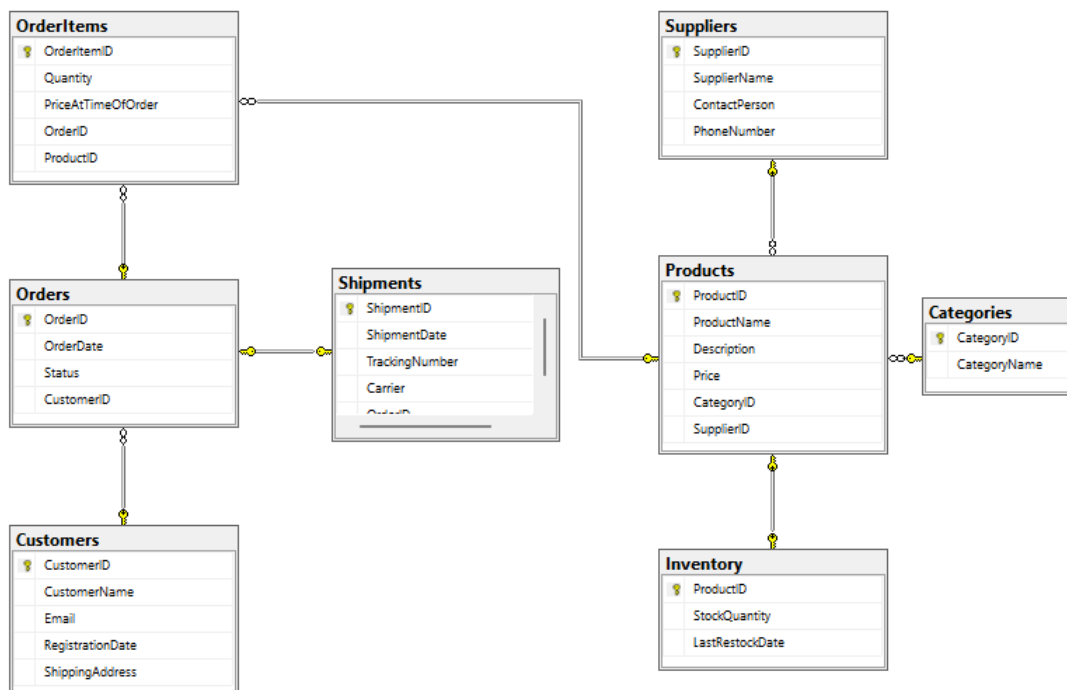 OrderItems
OrderItemID
Quantity
PriceAtTimeOfOrder
OrderID
ProductID
Suppliers
SupplierID
SupplierName
ContactPerson
PhoneNumber
Orders
OrderID
OrderDate
Status
CustomerID
Shipments
ShipmentID
ShipmentDate
TrackingNumber
Carrier
OrderID
Products
ProductID
ProductName
Description
Price
CategoryID
SupplierID
Categories
CategoryID
CategoryName
Customers
CustomerID
CustomerName
Email
RegistrationDate
ShippingAddress
Inventory
ProductID
StockQuantity
LastRestockDate